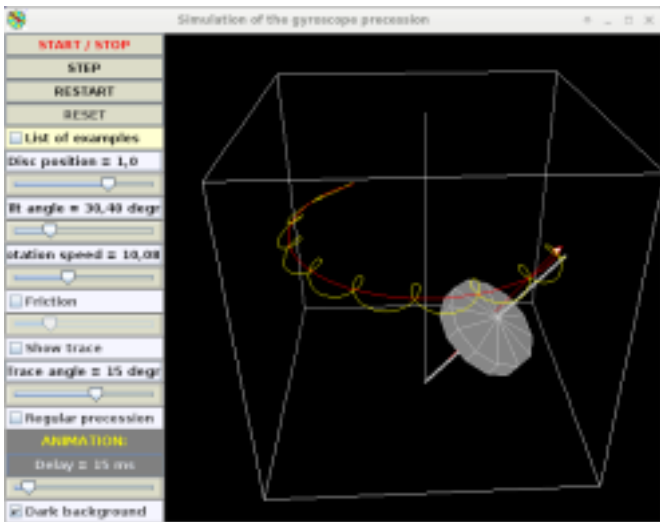 Simulation of the gyroscope precession
START / STOP
STEP
RESTART
RESET
List of examples
Disc position = 1,0
lt angle = 30,40 degr
otation speed = 10,08
Friction
Show trace
Trace angle = 15 degr
Regular precession
ANIMATION:
Delay = 15 ms
Dark background